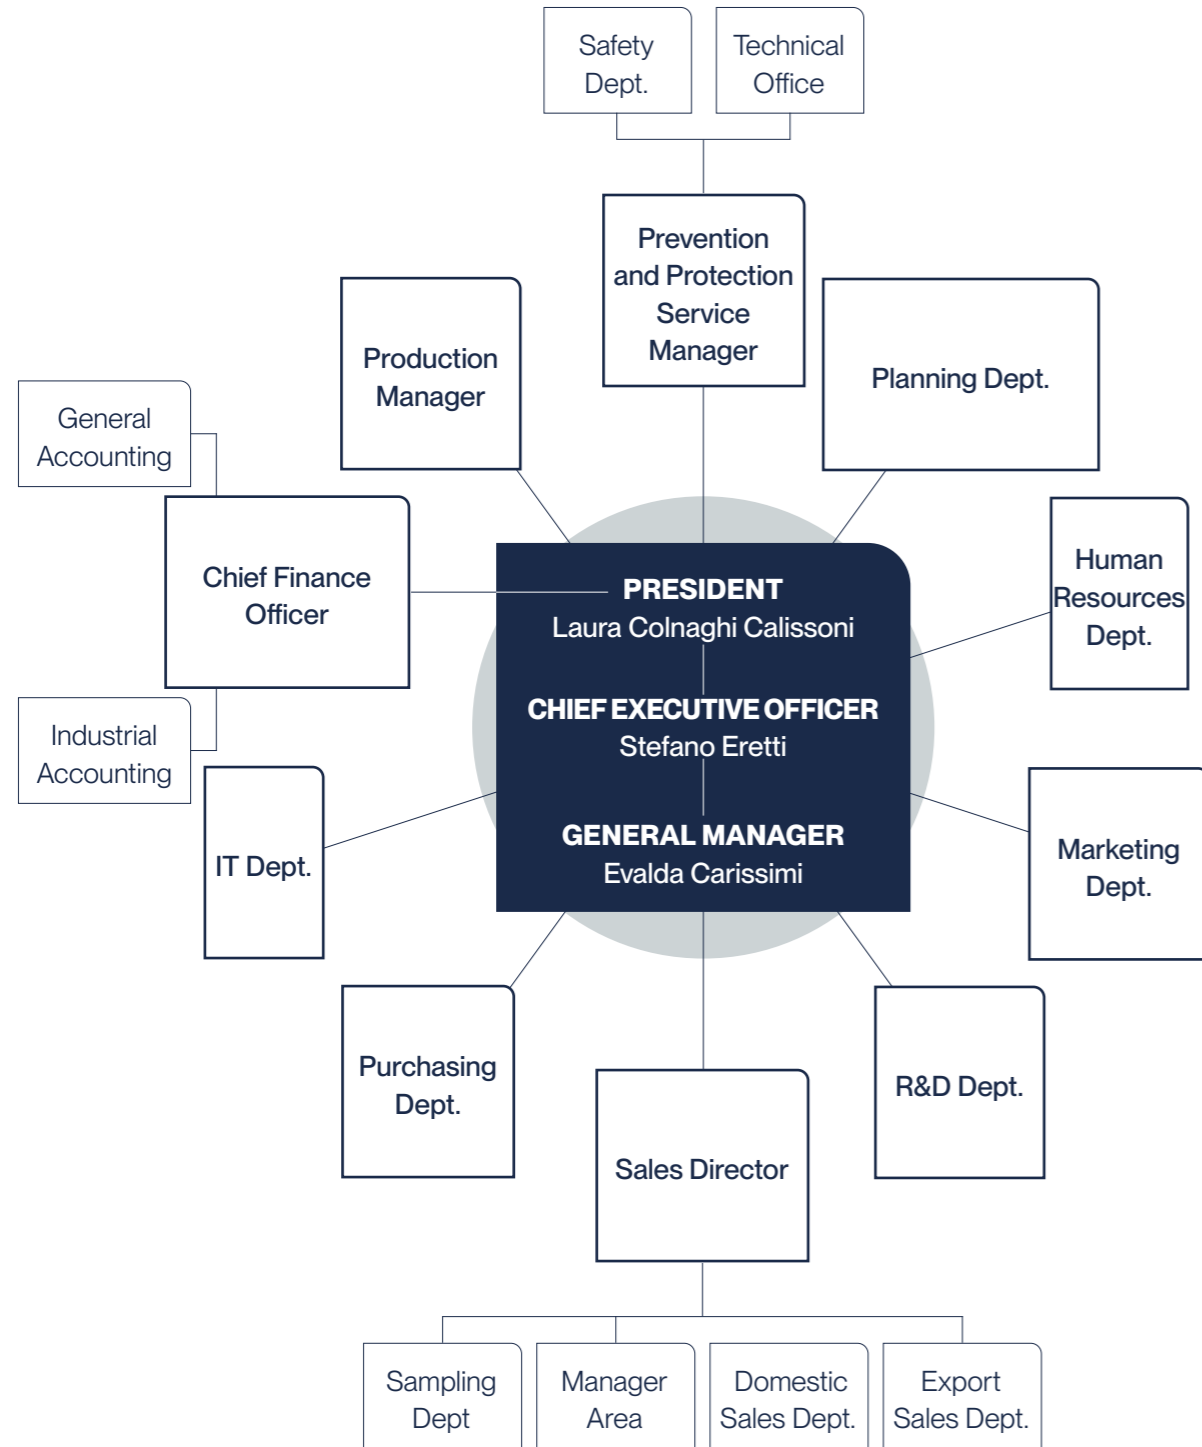 Safety
Dept.
Technical
Office
Prevention
and Protection
Service
Manager
Production
Manager
Planning Dept.
General
Accounting
Chief Finance
Officer
Industrial
Accounting
Human
Resources
Dept.
PRESIDENT
Laura Colnaghi Calissoni
CHIEF EXECUTIVE OFFICER
Stefano Eretti
GENERAL MANAGER
Evalda Carissimi
IT Dept.
Marketing
Dept.
Purchasing
Dept.
Sales Director
R&D Dept.
Sampling
Dept
Manager
Area
Domestic
Sales Dept.
Export
Sales Dept.